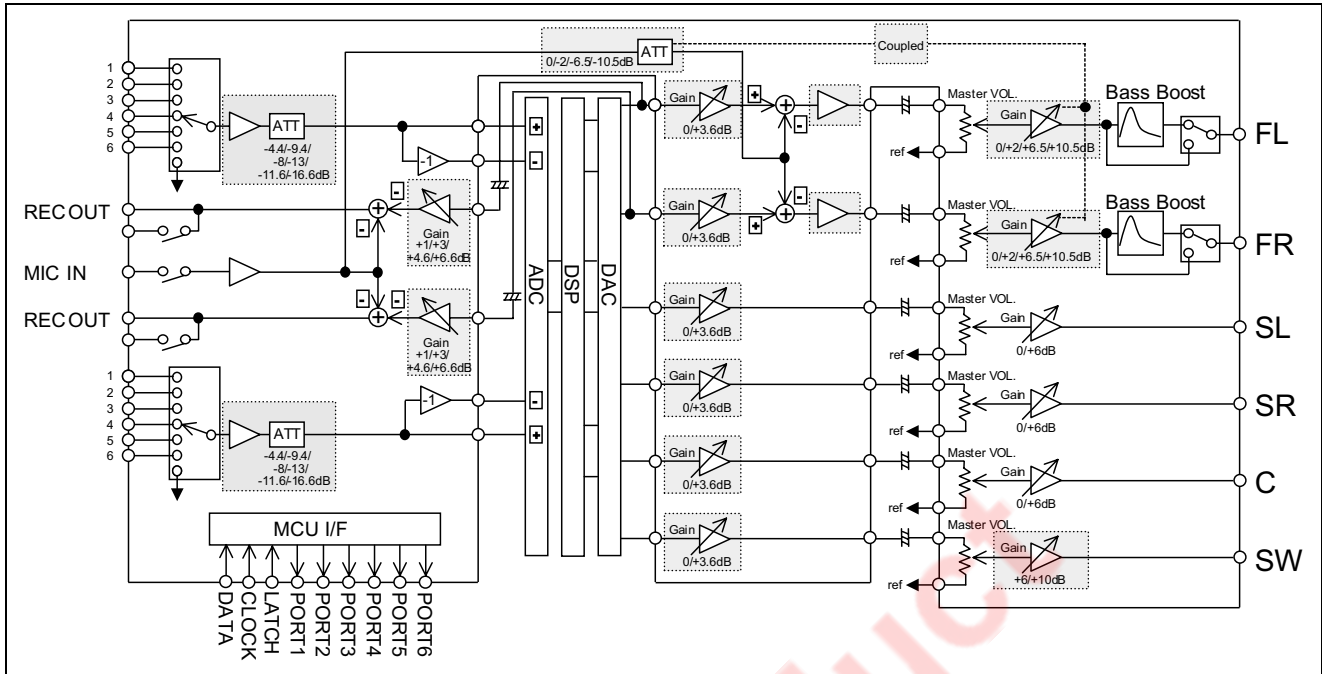 ATT
0/-2/-6.5/-10.5dB
Coupled
1
2
3
4
5
6
ATT
-4.4/-9.4/
-8/-13/
-11.6/-16.6dB
-1
+
-
Gain
0/+3.6dB
+
+
-
Master VOL.
ref
Gain
0/+2/+6.5/+10.5dB
Bass Boost
FL
REC OUT
-
+
-
Gain
+1/+3/
+4.6/+6.6dB
MIC IN
REC OUT
-
-
+
Gain
+1/+3/
+4.6/+6.6dB
ADC
DSP
DAC
Gain
0/+3.6dB
-
+
+
Master VOL.
ref
Gain
0/+2/+6.5/+10.5dB
Bass Boost
FR
Gain
0/+3.6dB
Master VOL.
ref
Gain
0/+6dB
SL
1
2
3
4
5
6
ATT
-4.4/-9.4/
-8/-13/
-11.6/-16.6dB
-1
-
+
Gain
0/+3.6dB
Master VOL.
ref
Gain
0/+6dB
SR
Gain
0/+3.6dB
Master VOL.
ref
Gain
0/+6dB
C
Gain
0/+3.6dB
Master VOL.
ref
Gain
+6/+10dB
SW
MCU I/F
DATA
CLOCK
LATCH
PORT1
PORT2
PORT3
PORT4
PORT5
PORT6
uct